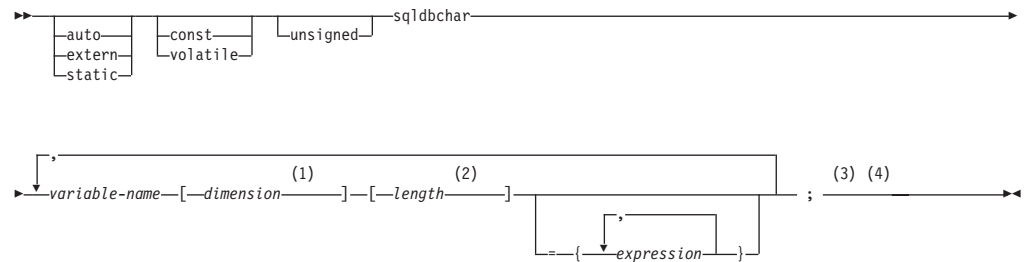 sqldbchar
auto const unsigned
extern volatile
static
,
(1) (2) (3) (4)
variable-name [ dimension ] [ length ] ;
,
= { expression }